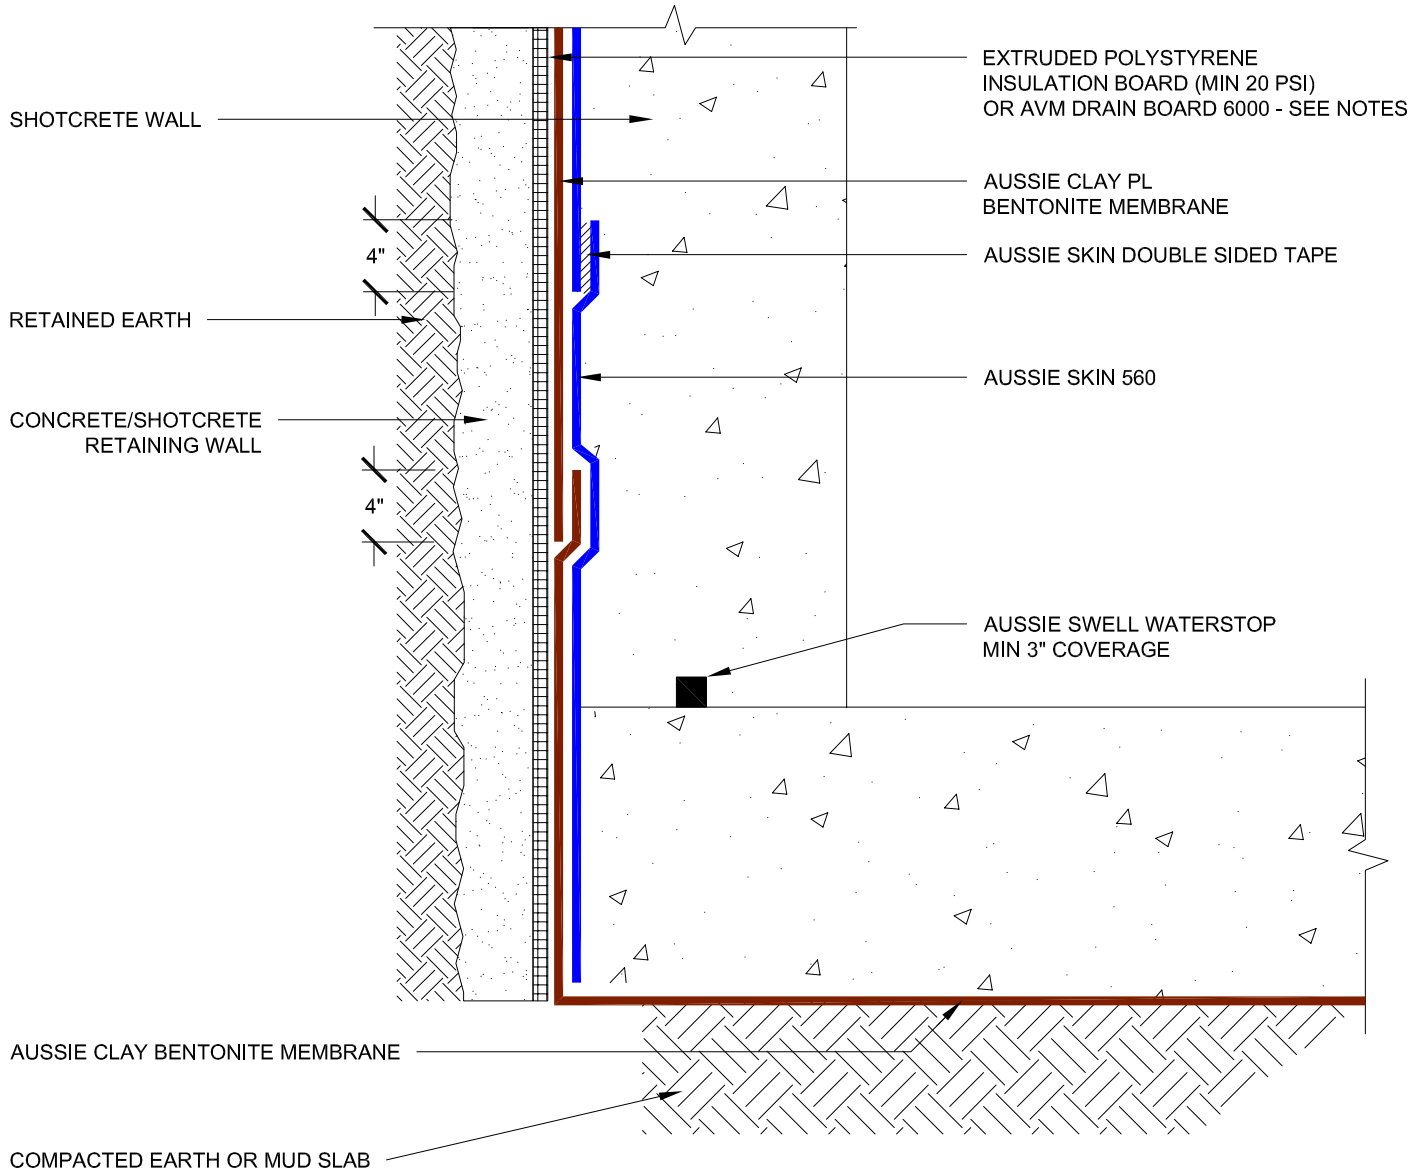 EXTRUDED POLYSTYRENE
INSULATION BOARD (MIN 20 PSI)
OR AVM DRAIN BOARD 6000 - SEE NOTES
SHOTCRETE WALL
AUSSIE CLAY PL
BENTONITE MEMBRANE
4"
AUSSIE SKIN DOUBLE SIDED TAPE
RETAINED EARTH
AUSSIE SKIN 560
CONCRETE/SHOTCRETE
RETAINING WALL
4"
AUSSIE SWELL WATERSTOP
MIN 3" COVERAGE
AUSSIE CLAY BENTONITE MEMBRANE
COMPACTED EARTH OR MUD SLAB